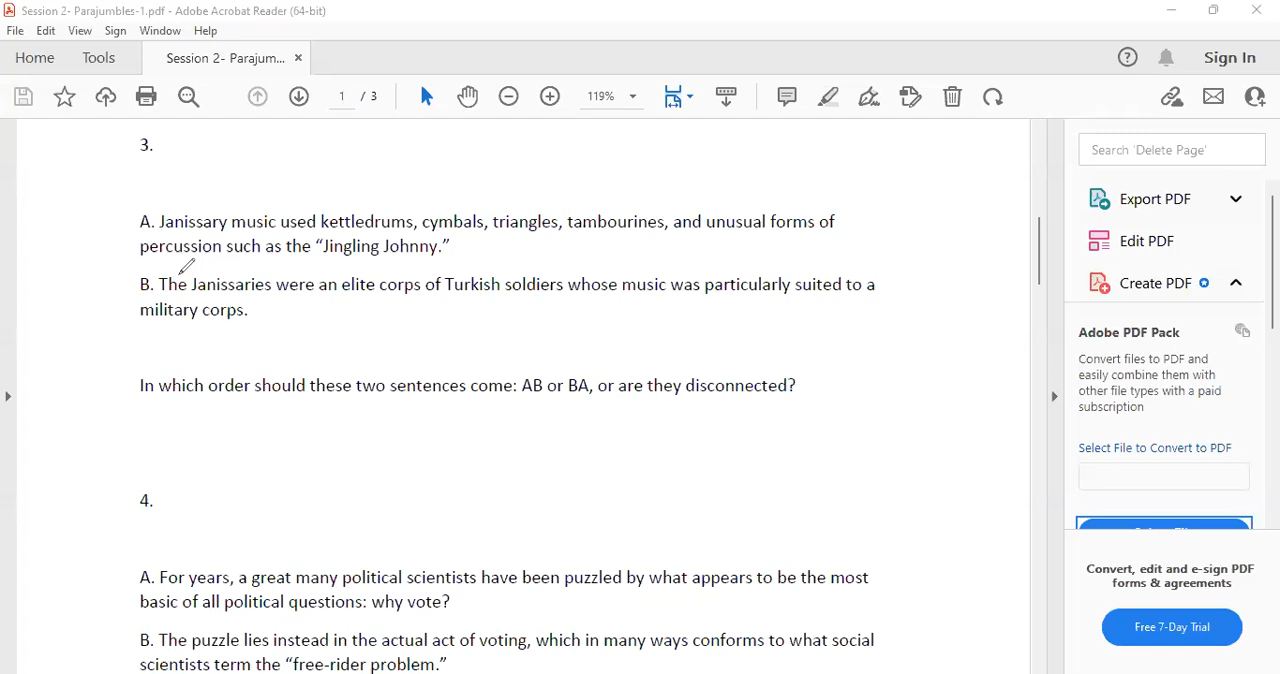 Session 2- Parajumbles-1.pdf - Adobe Acrobat Reader (64-bit)
File Edit View Sign Window Help
Home Tools Session 2- Parajum... × Sign In
1 / 3 119%
3.
A. Janissary music used kettledrums, cymbals, triangles, tambourines, and unusual forms of
percussion such as the “Jingling Johnny.”
B. The Janissaries were an elite corps of Turkish soldiers whose music was particularly suited to a
military corps.
In which order should these two sentences come: AB or BA, or are they disconnected?
4.
A. For years, a great many political scientists have been puzzled by what appears to be the most
basic of all political questions: why vote?
B. The puzzle lies instead in the actual act of voting, which in many ways conforms to what social
scientists term the “free-rider problem.”
Search 'Delete Page'
Export PDF
Edit PDF
Create PDF
Adobe PDF Pack
Convert files to PDF and
easily combine them with
other file types with a paid
subscription
Select File to Convert to PDF
Convert, edit and e-sign PDF
forms & agreements
Free 7-Day Trial